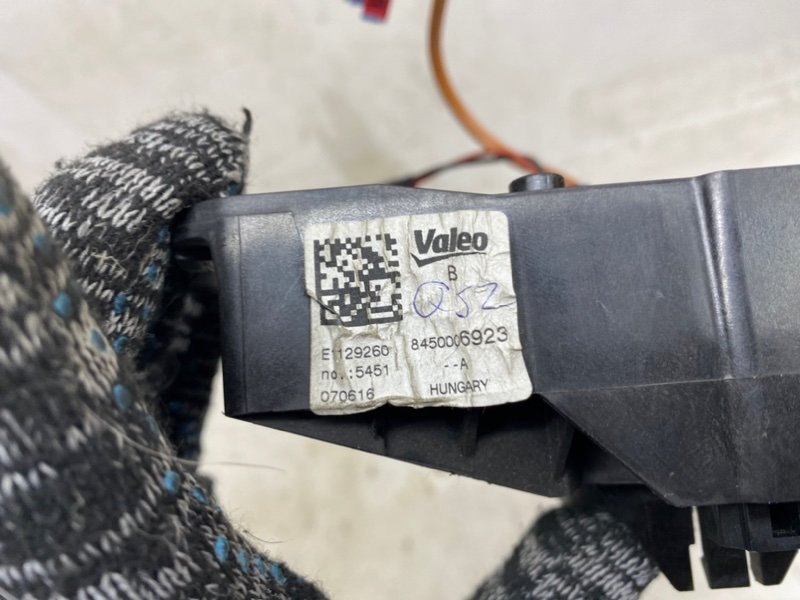 Valeo
B
Q52
E1129260
8450006923
no.:5451
--A
070616
HUNGARY